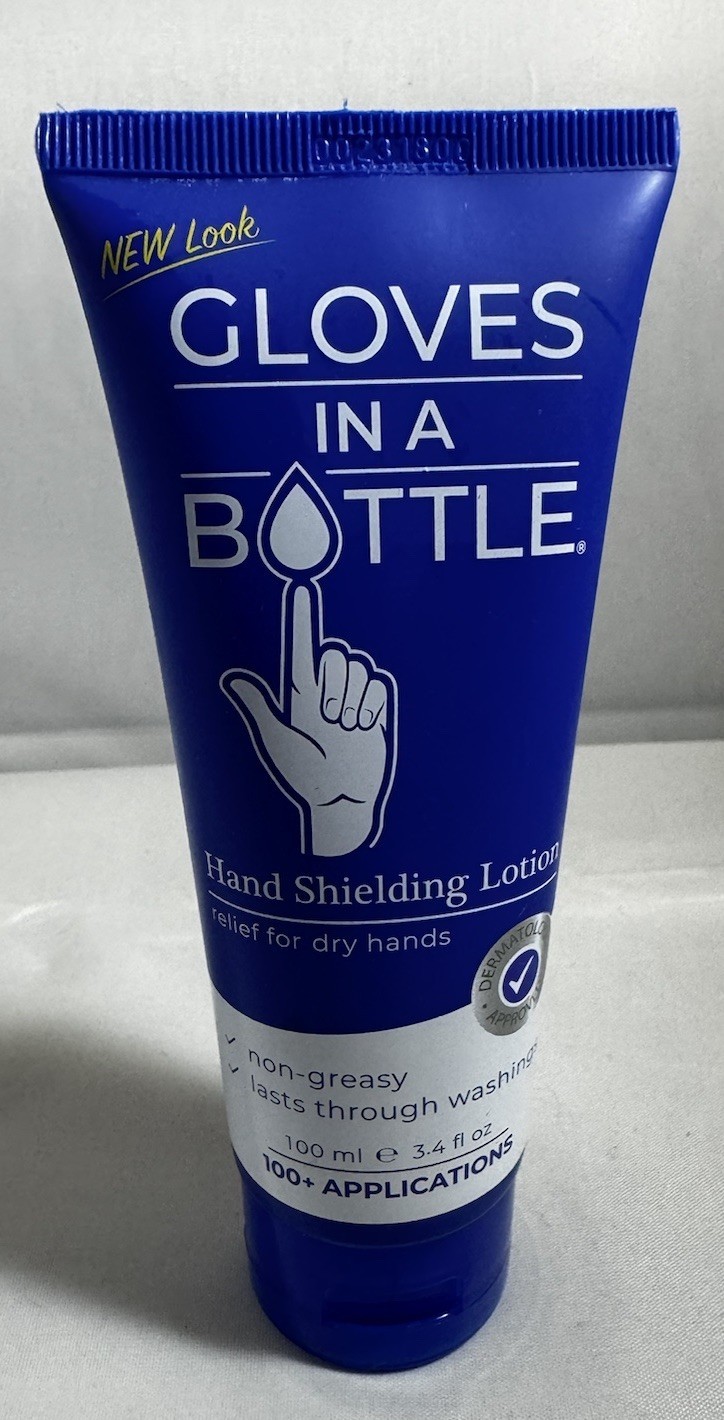 NEW Look
GLOVES
IN A
BOTTLE®
Hand Shielding Lotion
relief for dry hands
APPROV
non-greasy
lasts through washings
100 ml ℮ 3.4 fl oz
100+ APPLICATIONS